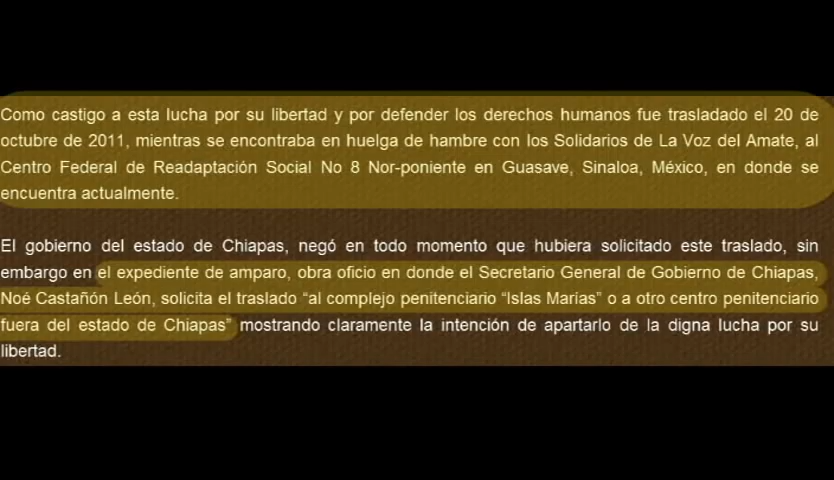 Como castigo a esta lucha por su libertad y por defender los derechos humanos fue trasladado el 20 de
octubre de 2011, mientras se encontraba en huelga de hambre con los Solidarios de La Voz del Amate, al
Centro Federal de Readaptación Social No 8 Nor-poniente en Guasave, Sinaloa, México, en donde se
encuentra actualmente.
El gobierno del estado de Chiapas, negó en todo momento que hubiera solicitado este traslado, sin
embargo en el expediente de amparo, obra oficio en donde el Secretario General de Gobierno de Chiapas,
Noé Castañón León, solicita el traslado “al complejo penitenciario “Islas Marías” o a otro centro penitenciario
fuera del estado de Chiapas” mostrando claramente la intención de apartarlo de la digna lucha por su
libertad.